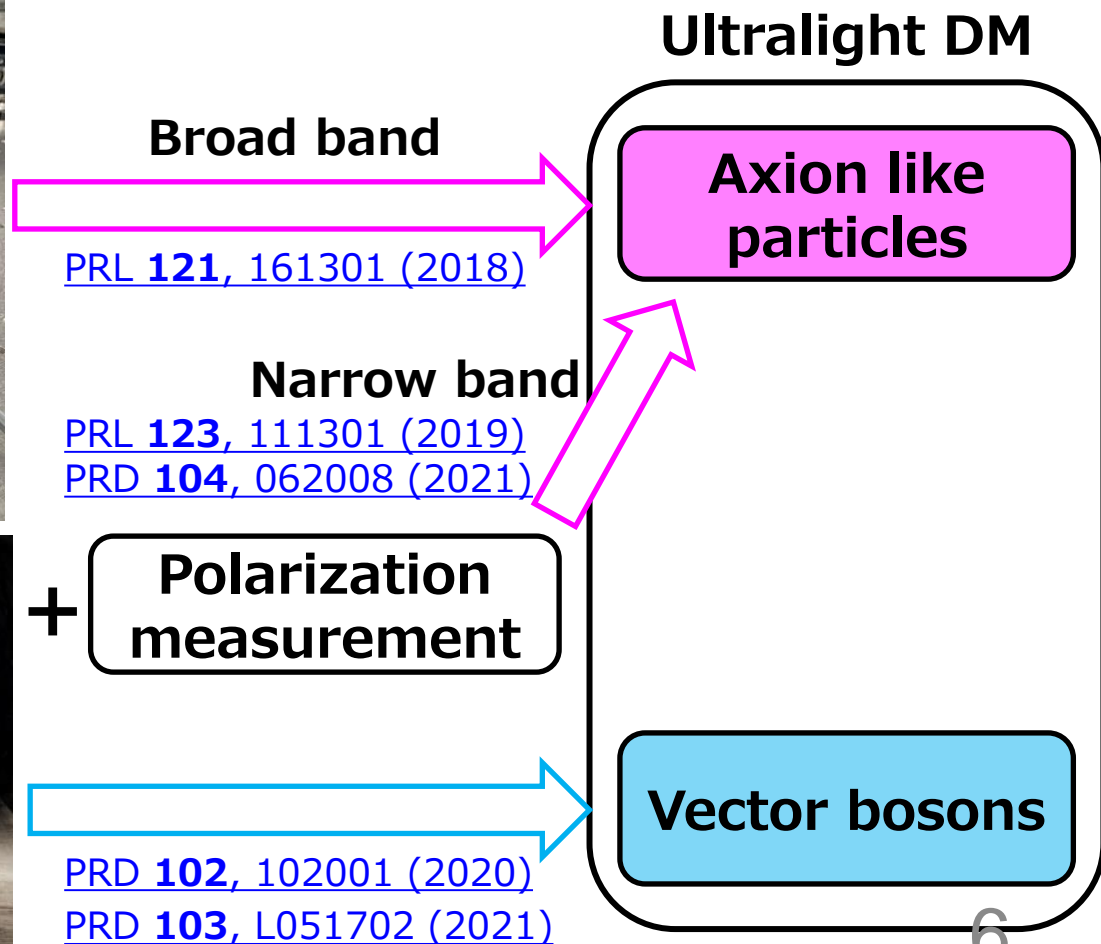 Ultralight DM
Broad band
Axion like
particles
PRL 121, 161301 (2018)
Narrow band
PRL 123, 111301 (2019)
PRD 104, 062008 (2021)
+
Polarization
measurement
Vector bosons
PRD 102, 102001 (2020)
PRD 103, L051702 (2021)
6